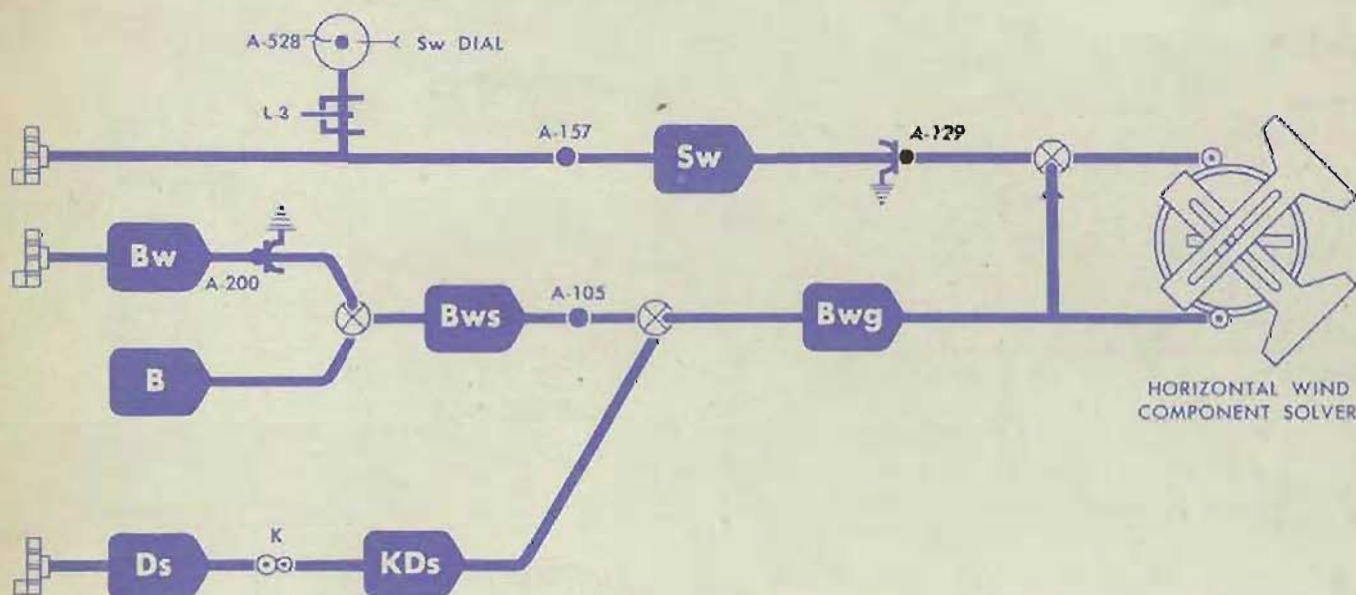 A-528
Sw DIAL
L-3
A-157
A-129
Sw
Bw
A-200
A-105
Bws
Bwg
B
HORIZONTAL WIND
COMPONENT SOLVER
K
Ds
KDs